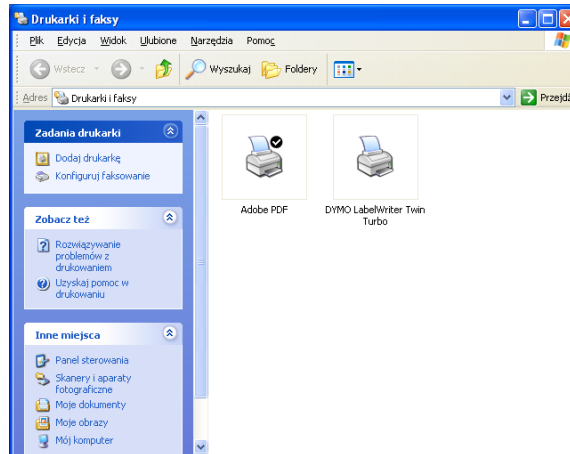 Drukarki i faksy
Plik Edycja Widok Ulubione Narzędzia Pomoc
Wstecz Wyszukaj Foldery
Adres Drukarki i faksy Przejdź
Zadania drukarki
Dodaj drukarkę
Konfiguruj faksowanie
Zobacz też
Rozwiązywanie
problemów z
drukowaniem
Uzyskaj pomoc w
drukowaniu
Inne miejsca
Panel sterowania
Skanery i aparaty
fotograficzne
Moje dokumenty
Moje obrazy
Mój komputer
Adobe PDF
DYMO LabelWriter Twin
Turbo